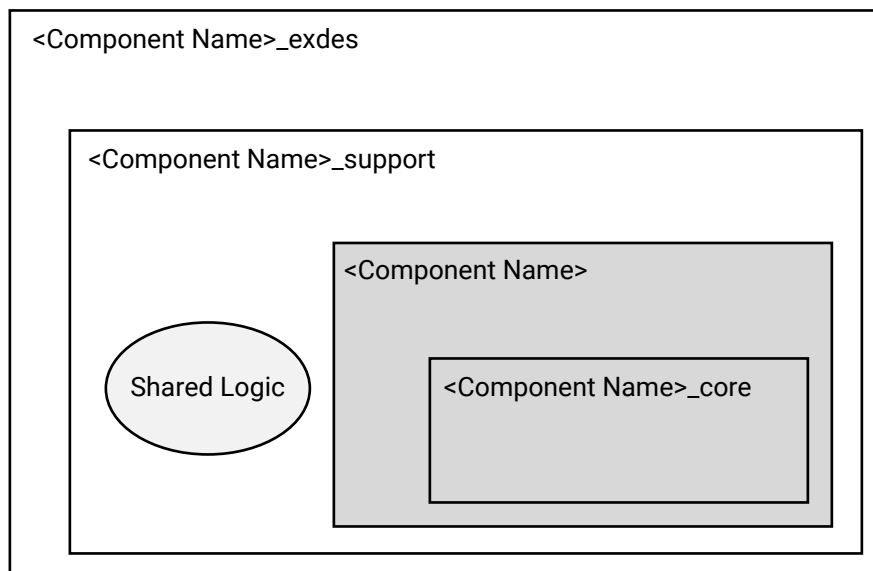 <Component Name>_exdes
<Component Name>_support
<Component Name>
Shared Logic
<Component Name>_core